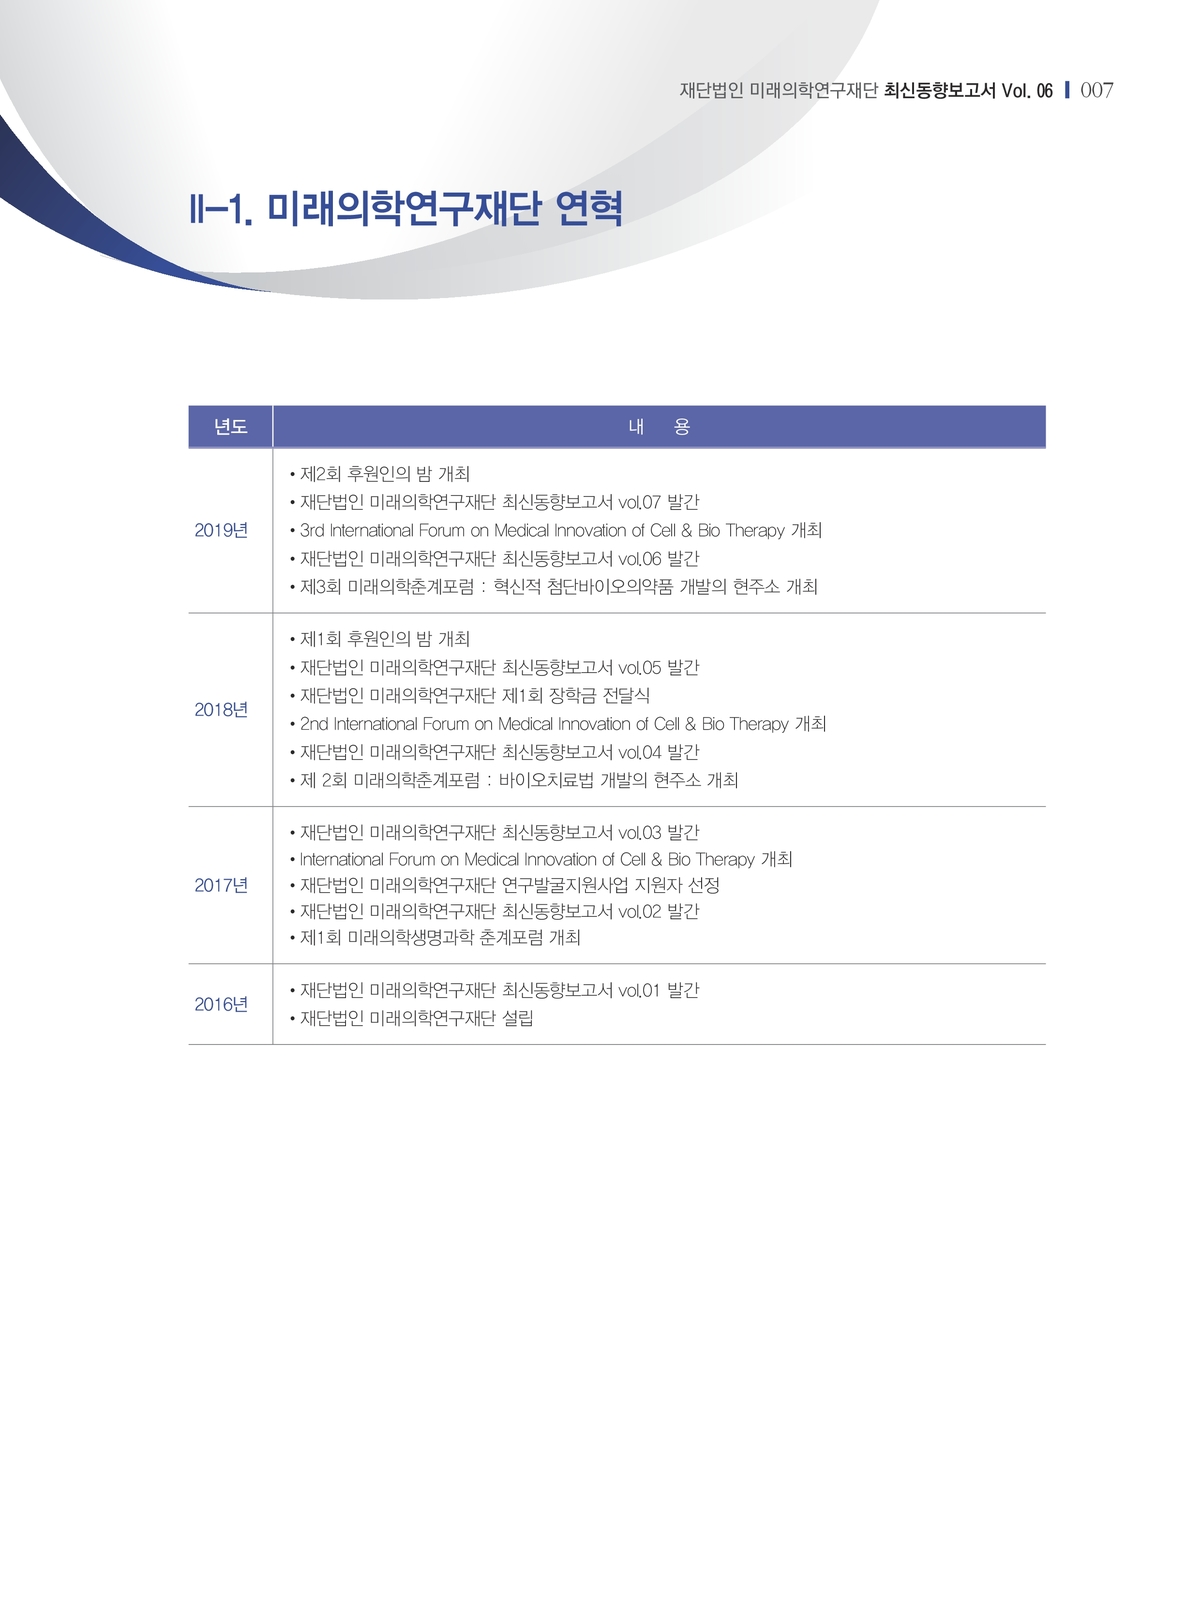 재단법인 미래의학연구재단 최신동향보고서 Vol. 06 007
Ⅱ-1. 미래의학연구재단 연혁
년도 내 용
2019년
• 제2회 후원인의 밤 개최
• 재단법인 미래의학연구재단 최신동향보고서 vol.07 발간
• 3rd International Forum on Medical Innovation of Cell & Bio Therapy 개최
• 재단법인 미래의학연구재단 최신동향보고서 vol.06 발간
• 제3회 미래의학춘계포럼 : 혁신적 첨단바이오의약품 개발의 현주소 개최
2018년
• 제1회 후원인의 밤 개최
• 재단법인 미래의학연구재단 최신동향보고서 vol.05 발간
• 재단법인 미래의학연구재단 제1회 장학금 전달식
• 2nd International Forum on Medical Innovation of Cell & Bio Therapy 개최
• 재단법인 미래의학연구재단 최신동향보고서 vol.04 발간
• 제 2회 미래의학춘계포럼 : 바이오치료법 개발의 현주소 개최
2017년
• 재단법인 미래의학연구재단 최신동향보고서 vol.03 발간
• International Forum on Medical Innovation of Cell & Bio Therapy 개최
• 재단법인 미래의학연구재단 연구발굴지원사업 지원자 선정
• 재단법인 미래의학연구재단 최신동향보고서 vol.02 발간
• 제1회 미래의학생명과학 춘계포럼 개최
2016년
• 재단법인 미래의학연구재단 최신동향보고서 vol.01 발간
• 재단법인 미래의학연구재단 설립